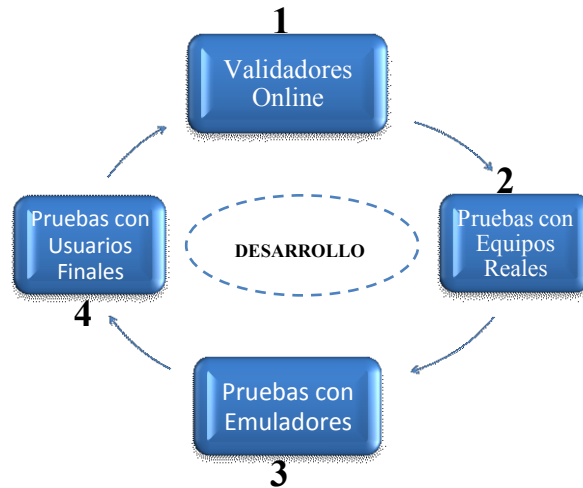 1
Validadores
Online
2
Pruebas con
Equipos
Reales
DESARROLLO
Pruebas con
Usuarios
Finales
4
Pruebas con
Emuladores
3